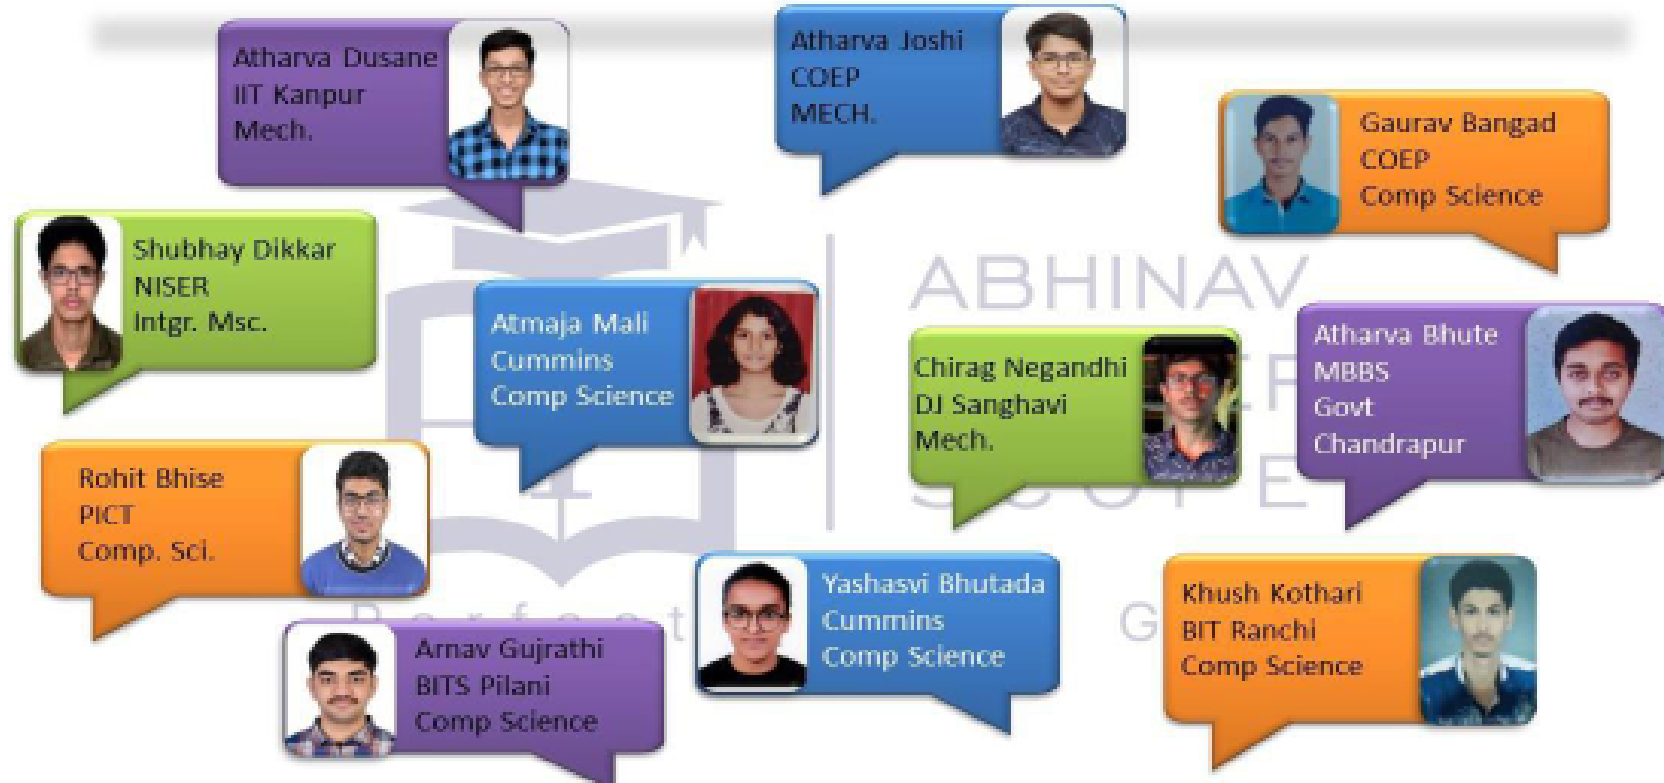 Atharva Dusane
IIT Kanpur
Mech.
Atharva Joshi
COEP
MECH.
Gaurav Bangad
COEP
Comp Science
Shubhay Dikkar
NISER
Intgr. Msc.
Atmaja Mali
Cummins
Comp Science
ABHINAV
Chirag Negandhi
DJ Sanghavi
Mech.
Atharva Bhute
MBBS
Govt
Chandrapur
Rohit Bhise
PICT
Comp. Sci.
Yashasvi Bhutada
Cummins
Comp Science
Khush Kothari
BIT Ranchi
Comp Science
Arnav Gujrathi
BITS Pilani
Comp Science